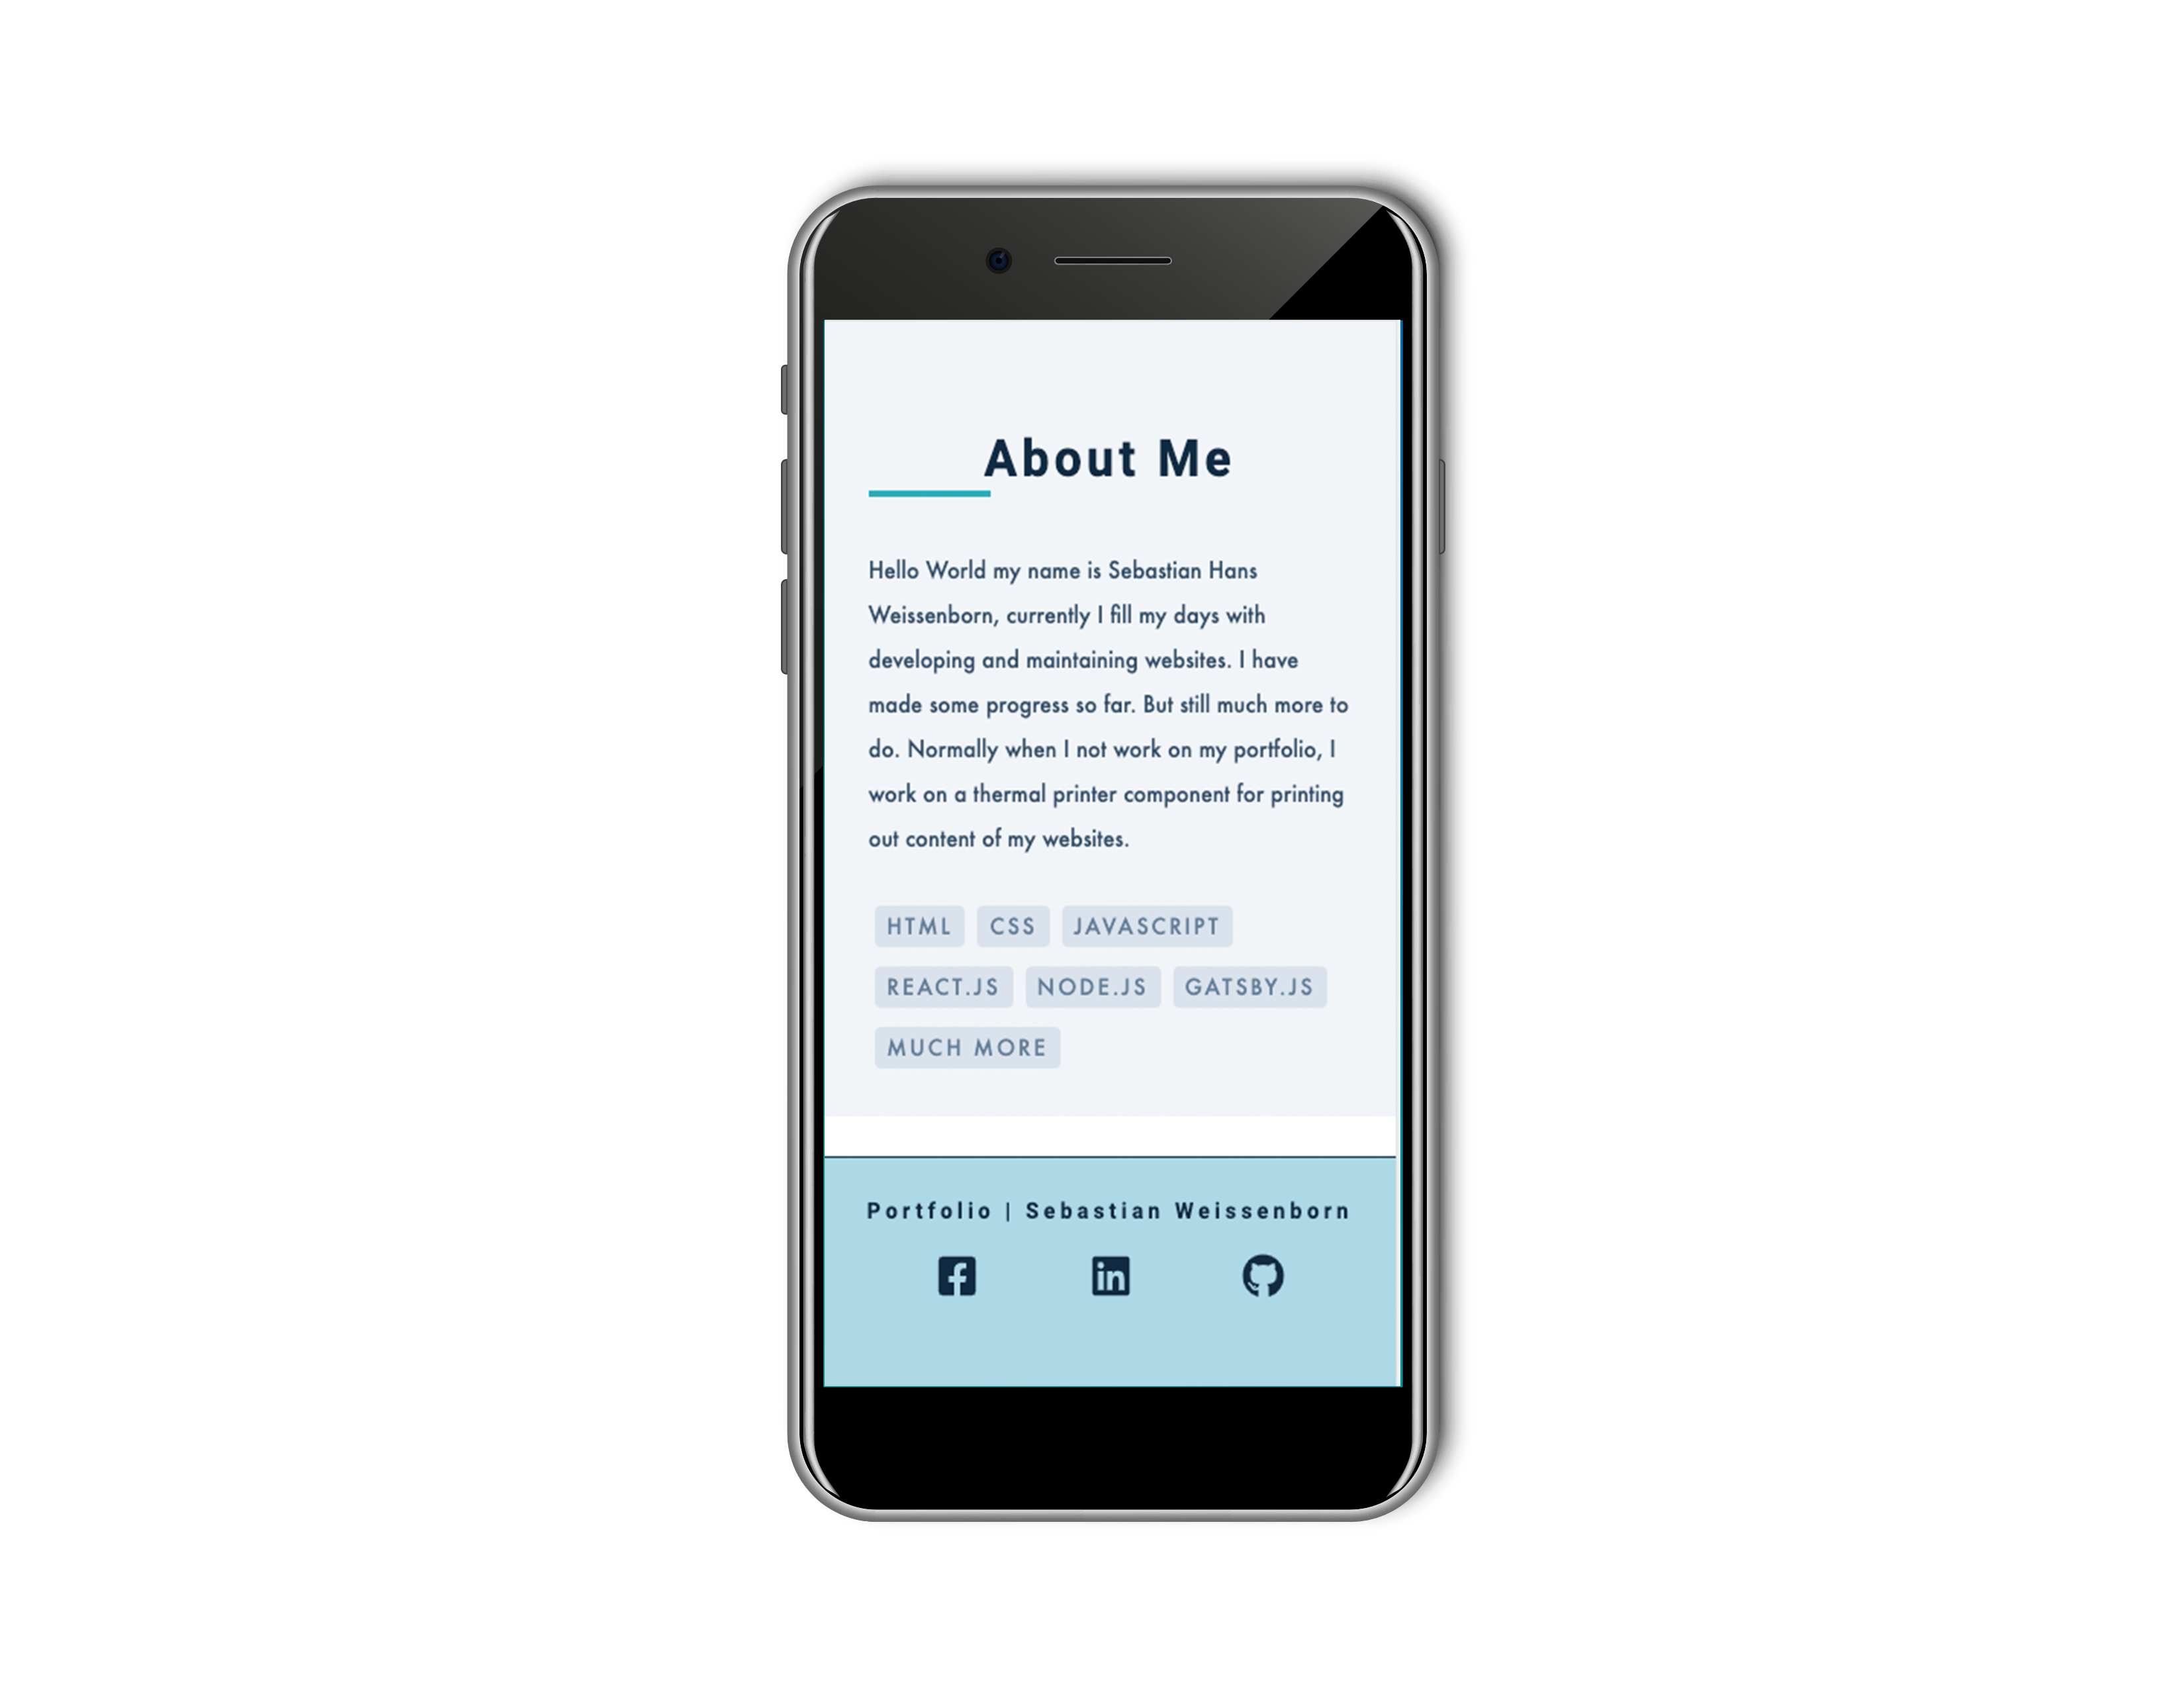 About Me
Hello World my name is Sebastian Hans
Weissenborn, currently I fill my days with
developing and maintaining websites. I have
made some progress so far. But still much more to
do. Normally when I not work on my portfolio, I
work on a thermal printer component for printing
out content of my websites.
HTML CSS JAVASCRIPT
REACT.JS NODE.JS GATSBY.JS
MUCH MORE
Portfolio | Sebastian Weissenborn
f in